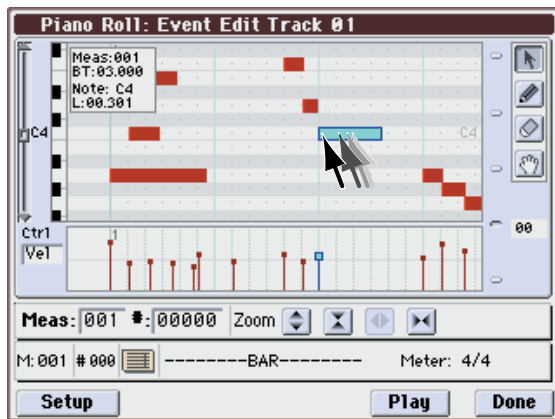 Piano Roll: Event Edit Track 01
Meas:001
BT:03.000
Note: C4
L:00.301
C4
C4
00
1
Ctrl
Vel
Meas: 001 #: 00000 Zoom
M:001 #000 --------BAR-------- Meter: 4/4
Setup Play Done